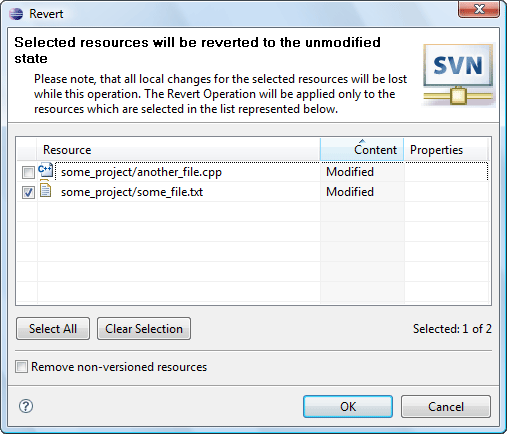 Revert
Selected resources will be reverted to the unmodified
state
Please note, that all local changes for the selected resources will be lost
while this operation. The Revert Operation will be applied only to the
resources which are selected in the list represented below.
SVN
Resource Content Properties
C++ some_project/another_file.cpp Modified
some_project/some_file.txt Modified
Select All Clear Selection Selected: 1 of 2
Remove non-versioned resources
? OK Cancel